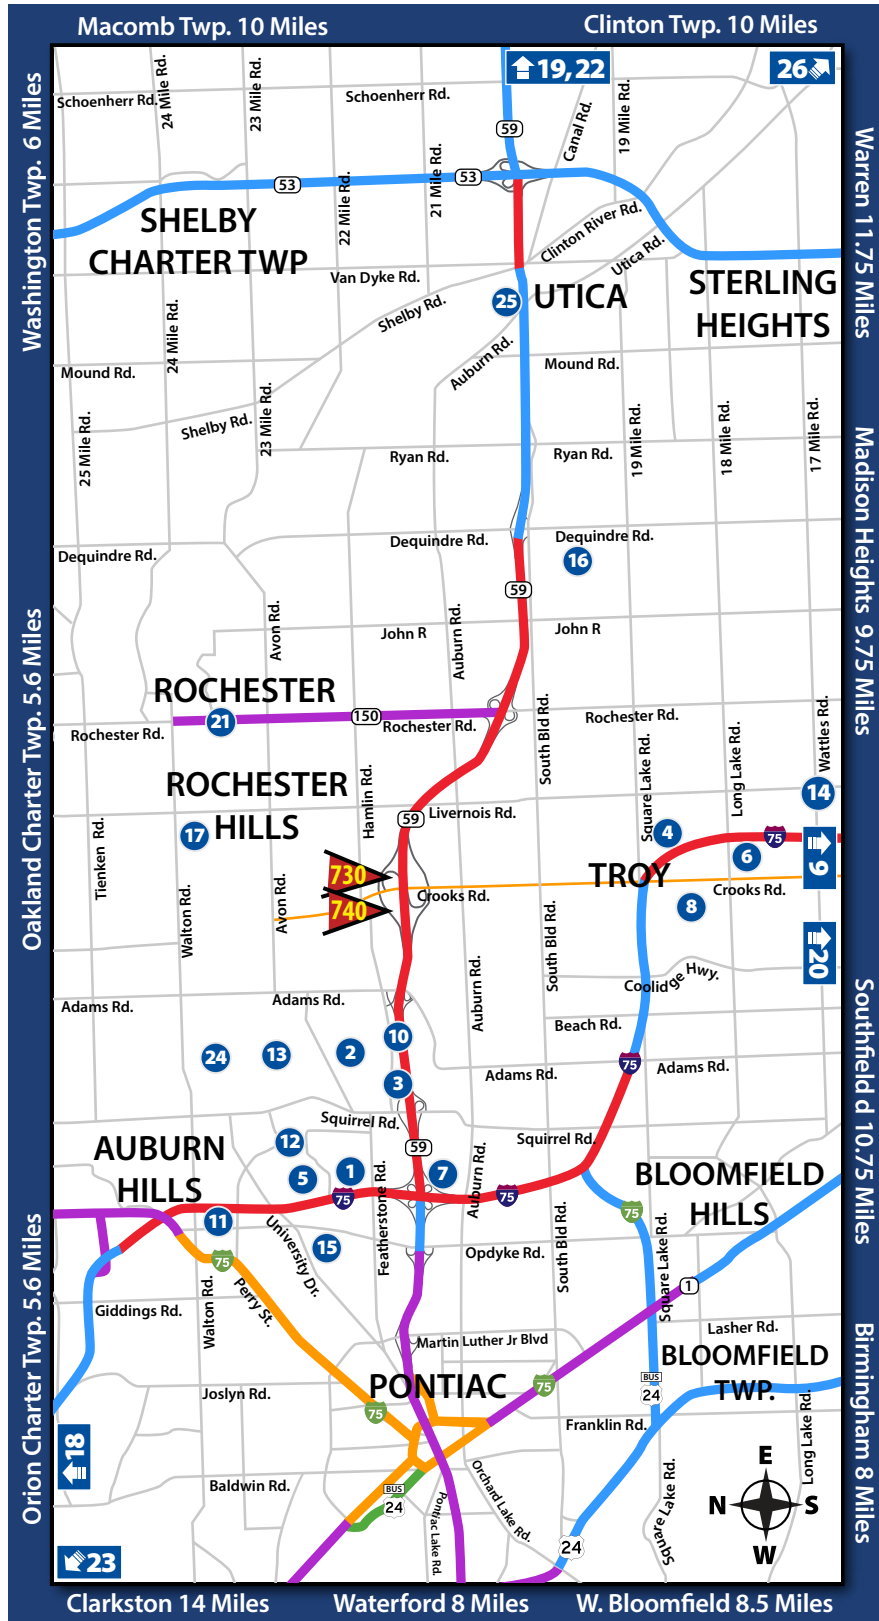 Macomb Twp. 10 Miles
Clinton Twp. 10 Miles
Washington Twp. 6 Miles
Oakland Charter Twp. 5.6 Miles
Orion Charter Twp. 5.6 Miles
Warren 11.75 Miles
Madison Heights 9.75 Miles
Southfield d 10.75 Miles
Birmingham 8 Miles
19, 22
26
Schoenherr Rd.
24 Mile Rd.
23 Mile Rd.
Schoenherr Rd.
59
Canal Rd.
19 Mile Rd.
53
22 Mile Rd.
21 Mile Rd.
53
SHELBY
CHARTER TWP
Clinton River Rd.
Utica Rd.
Van Dyke Rd.
STERLING
HEIGHTS
25
UTICA
Shelby Rd.
24 Mile Rd.
Auburn Rd.
Mound Rd.
Mound Rd.
25 Mile Rd.
Shelby Rd.
23 Mile Rd.
19 Mile Rd.
18 Mile Rd.
17 Mile Rd.
Ryan Rd.
Ryan Rd.
Dequindre Rd.
Dequindre Rd.
Dequindre Rd.
16
59
Avon Rd.
John R
Auburn Rd.
John R
ROCHESTER
21
150
Rochester Rd.
Rochester Rd.
Rochester Rd.
South Bld Rd.
Square Lake Rd.
Long Lake Rd.
Wattles Rd.
ROCHESTER
HILLS
17
Hamlin Rd.
59
Livernois Rd.
14
4
75
6
9
Tienken Rd.
730
740
TROY
Crooks Rd.
Crooks Rd.
8
Walton Rd.
Avon Rd.
South Bld Rd.
20
Auburn Rd.
Coolidge Hwy.
Adams Rd.
Adams Rd.
Beach Rd.
10
24
13
2
3
75
Adams Rd.
Adams Rd.
Squirrel Rd.
12
AUBURN
HILLS
59
Squirrel Rd.
5
1
7
75
75
Featherstone Rd.
Auburn Rd.
BLOOMFIELD
HILLS
75
11
University Dr.
15
75
Opdyke Rd.
South Bld Rd.
Square Lake Rd.
1
Giddings Rd.
Walton Rd.
Perry St.
Martin Luther Jr Blvd
Lasher Rd.
BLOOMFIELD
TWP.
PONTIAC
75
75
BUS
24
Joslyn Rd.
Franklin Rd.
Long Lake Rd.
18
Baldwin Rd.
BUS
24
Pontiac Lake Rd.
Orchard Lake Rd.
Square Lake Rd.
24
E
N
S
W
23
Clarkston 14 Miles
Waterford 8 Miles
W. Bloomfield 8.5 Miles